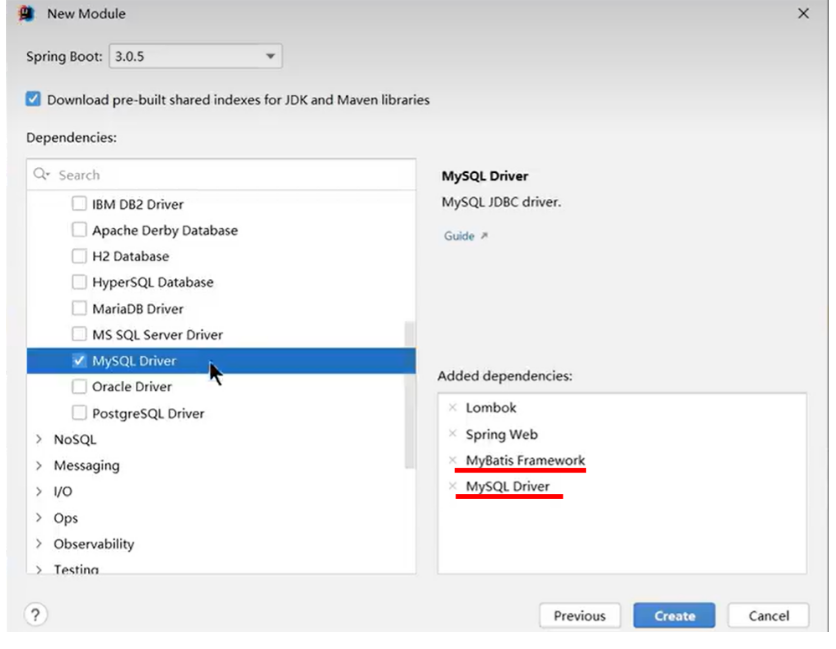 New Module
Spring Boot: 3.0.5
Download pre-built shared indexes for JDK and Maven libraries
Dependencies:
Search
IBM DB2 Driver
Apache Derby Database
H2 Database
HyperSQL Database
MariaDB Driver
MS SQL Server Driver
MySQL Driver
Oracle Driver
PostgreSQL Driver
NoSQL
Messaging
I/O
Ops
Observability
Testing
MySQL Driver
MySQL JDBC driver.
Guide
Added dependencies:
Lombok
Spring Web
MyBatis Framework
MySQL Driver
?
Previous
Create
Cancel